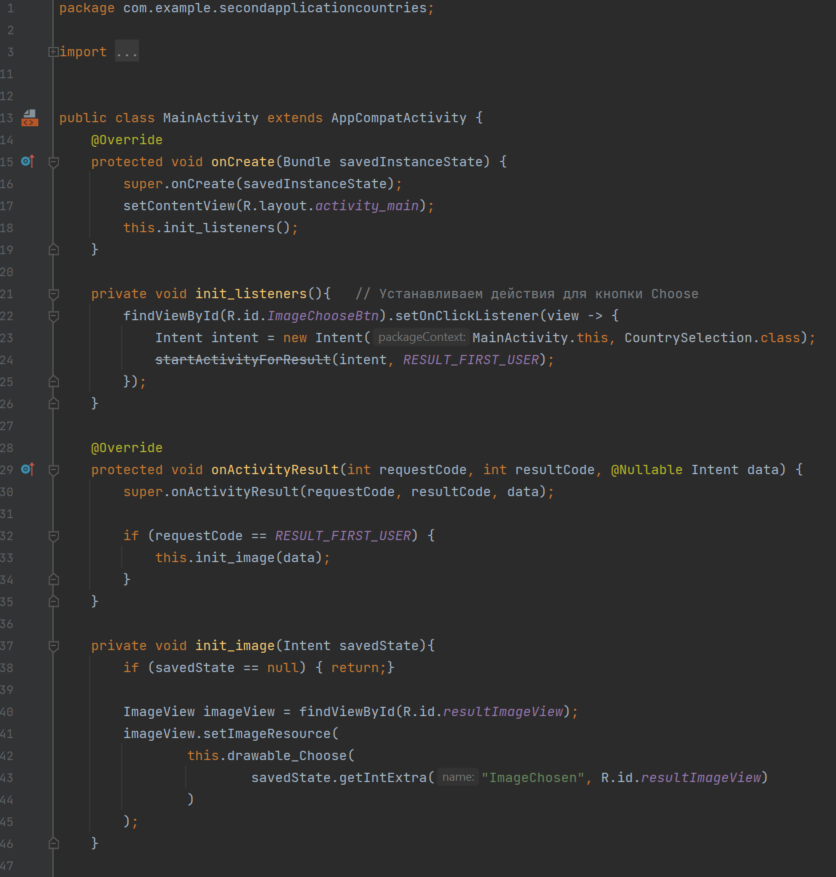 1 package com.example.secondapplicationcountries;
2
3 import ...
11
12
13 public class MainActivity extends AppCompatActivity {
14     @Override
15     protected void onCreate(Bundle savedInstanceState) {
16         super.onCreate(savedInstanceState);
17         setContentView(R.layout.activity_main);
18         this.init_listeners();
19     }
20
21     private void init_listeners(){   // Устанавливаем действия для кнопки Choose
22         findViewById(R.id.ImageChooseBtn).setOnClickListener(view -> {
23             Intent intent = new Intent( packageContext: MainActivity.this, CountrySelection.class);
24             startActivityForResult(intent, RESULT_FIRST_USER);
25         });
26     }
27
28     @Override
29     protected void onActivityResult(int requestCode, int resultCode, @Nullable Intent data) {
30         super.onActivityResult(requestCode, resultCode, data);
31
32         if (requestCode == RESULT_FIRST_USER) {
33             this.init_image(data);
34         }
35     }
36
37     private void init_image(Intent savedState){
38         if (savedState == null) { return;}
39
40         ImageView imageView = findViewById(R.id.resultImageView);
41         imageView.setImageResource(
42                 this.drawable_Choose(
43                         savedState.getIntExtra( name: "ImageChosen", R.id.resultImageView)
44                 )
45         );
46     }
47